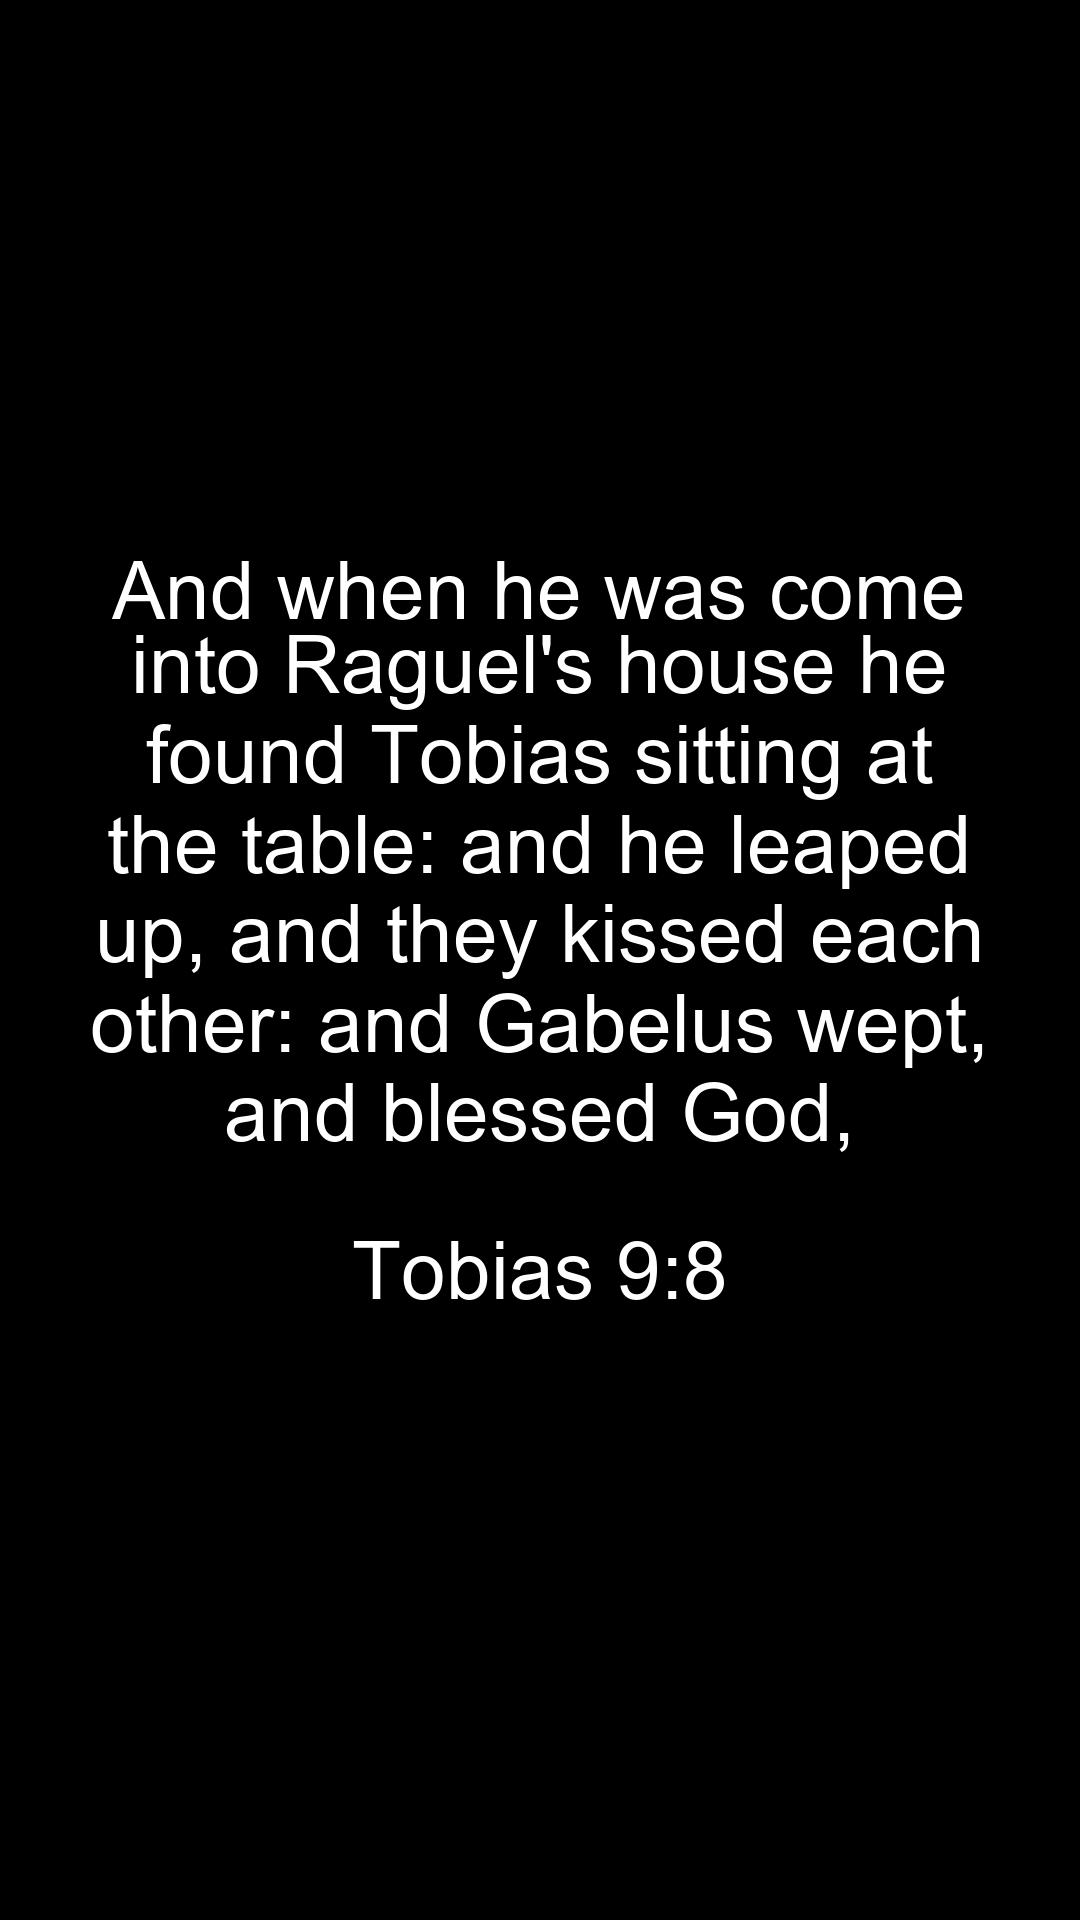 And when he was come
into Raguel's house he
found Tobias sitting at
the table: and he leaped
up, and they kissed each
other: and Gabelus wept,
and blessed God,
Tobias 9:8